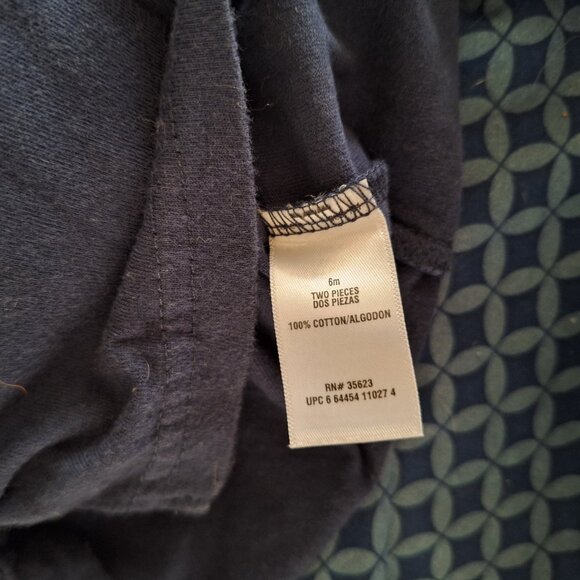 6m
TWO PIECES
DOS PIEZAS
100% COTTON/ALGODON
RN# 35623
UPC 6 64454 11027 4